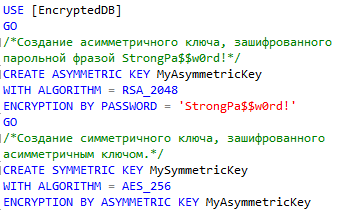 USE [EncryptedDB]
GO
/*Создание асимметричного ключа, зашифрованного
парольной фразой StrongPa$$w0rd!*/
CREATE ASYMMETRIC KEY MyAsymmetricKey
WITH ALGORITHM = RSA_2048
ENCRYPTION BY PASSWORD = 'StrongPa$$w0rd!'
GO
/*Создание симметричного ключа, зашифрованного
асимметричным ключом.*/
CREATE SYMMETRIC KEY MySymmetricKey
WITH ALGORITHM = AES_256
ENCRYPTION BY ASYMMETRIC KEY MyAsymmetricKey